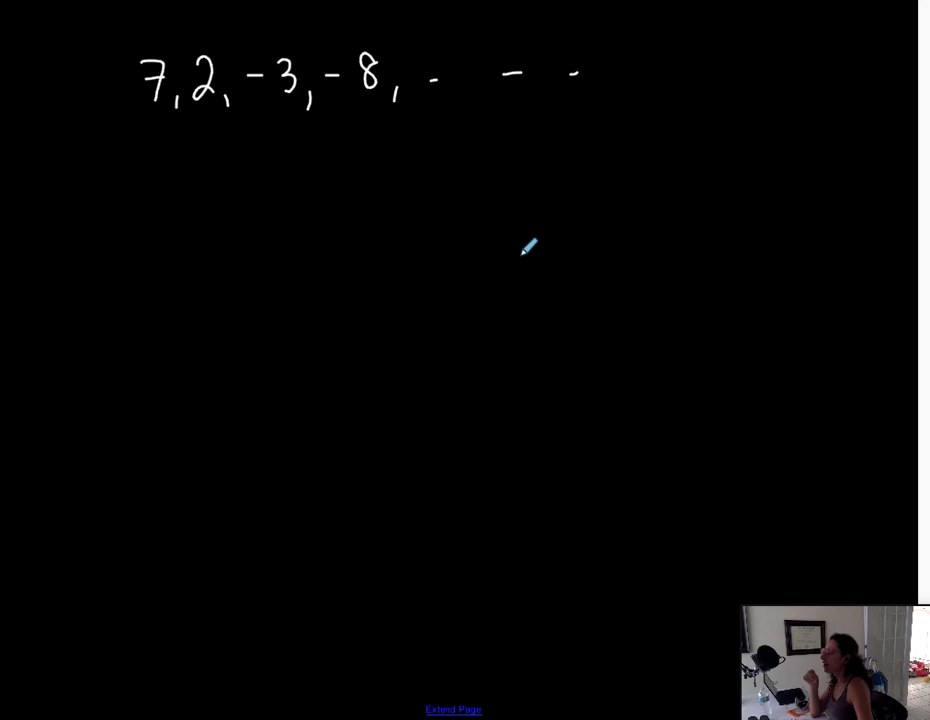 7, 2, -3, -8, . - -
Extend Page